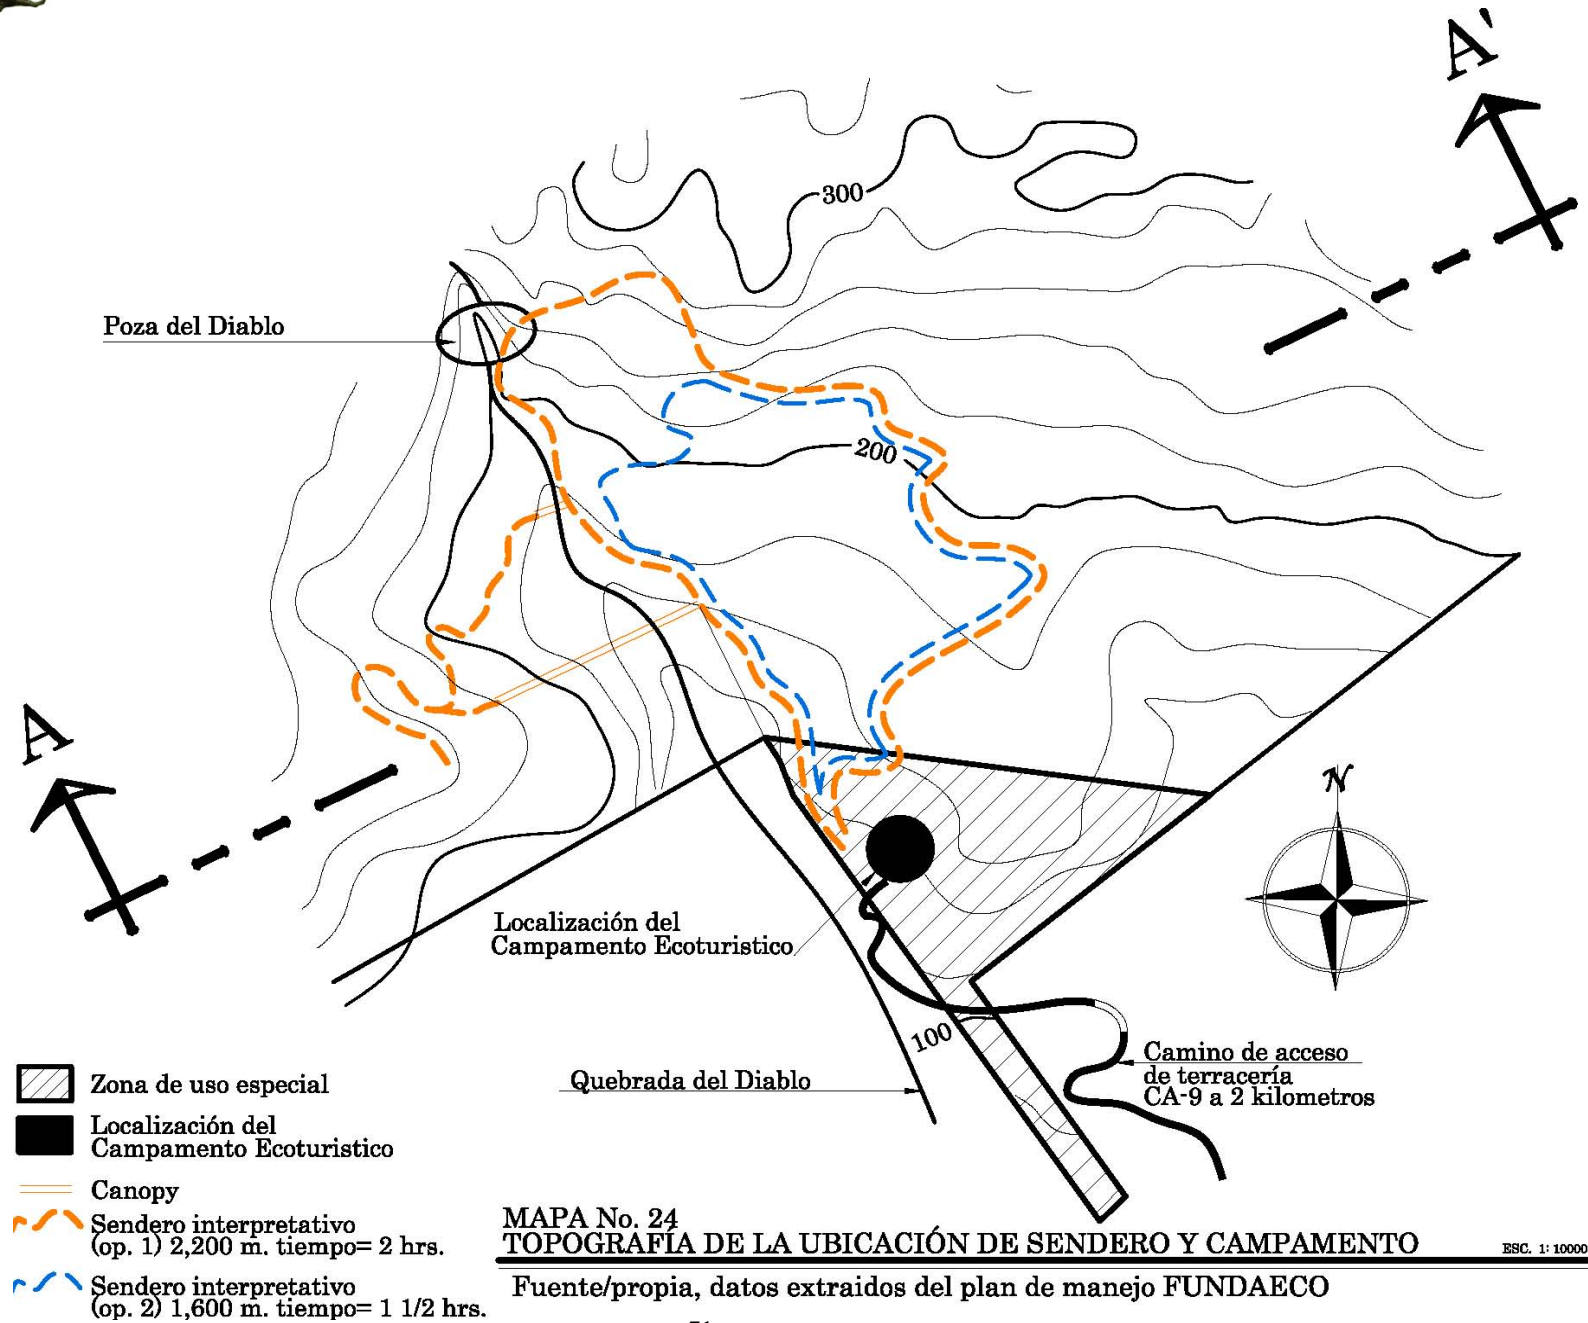 A'
300
Poza del Diablo
200
A
N
Localización del
Campamento Ecoturistico
100
Camino de acceso
de terracería
CA-9 a 2 kilometros
Quebrada del Diablo
Zona de uso especial
Localización del
Campamento Ecoturistico
Canopy
Sendero interpretativo
(op. 1) 2,200 m. tiempo= 2 hrs.
Sendero interpretativo
(op. 2) 1,600 m. tiempo= 1 1/2 hrs.
MAPA No. 24
TOPOGRAFÍA DE LA UBICACIÓN DE SENDERO Y CAMPAMENTO
ESC. 1: 10000
Fuente/propia, datos extraidos del plan de manejo FUNDAECO